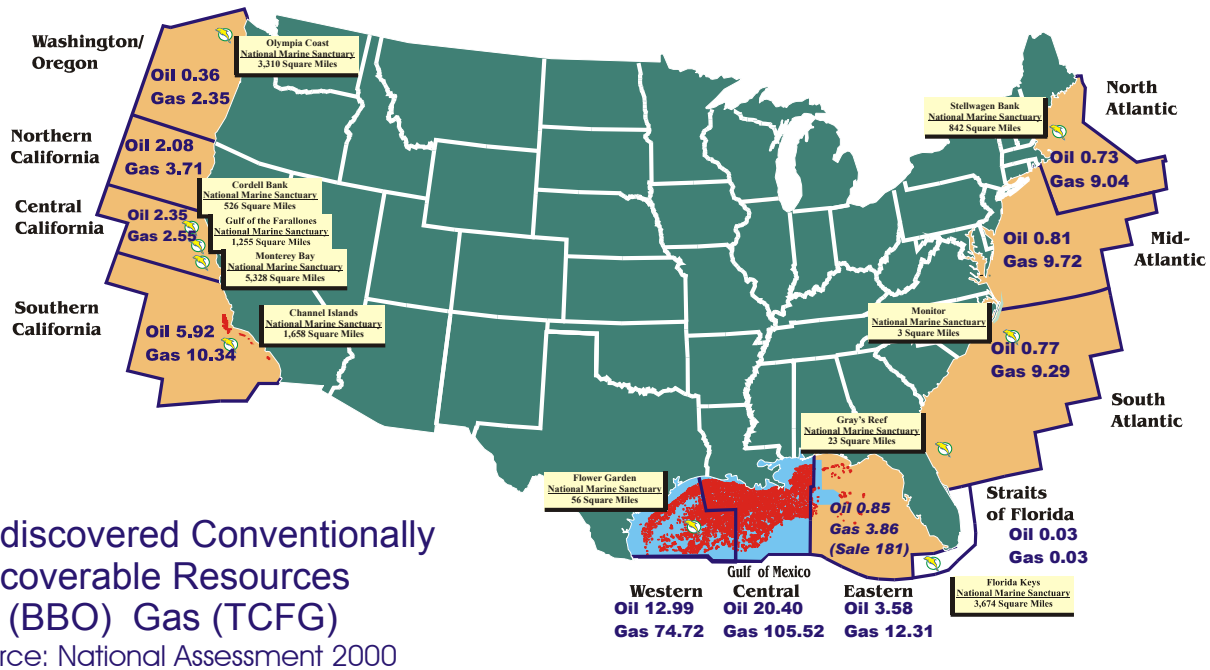 Washington/
Oregon
Oil 0.36
Gas 2.35
Olympia Coast
National Marine Sanctuary
3,310 Square Miles
Northern
California
Oil 2.08
Gas 3.71
Cordell Bank
National Marine Sanctuary
526 Square Miles
Central
California
Oil 2.35
Gas 2.55
Gulf of the Farallones
National Marine Sanctuary
1,255 Square Miles
Monterey Bay
National Marine Sanctuary
5,328 Square Miles
Southern
California
Oil 5.92
Gas 10.34
Channel Islands
National Marine Sanctuary
1,658 Square Miles
North
Atlantic
Stellwagen Bank
National Marine Sanctuary
842 Square Miles
Oil 0.73
Gas 9.04
Mid-
Atlantic
Oil 0.81
Gas 9.72
Monitor
National Marine Sanctuary
3 Square Miles
Oil 0.77
Gas 9.29
South
Atlantic
Gray's Reef
National Marine Sanctuary
23 Square Miles
Flower Garden
National Marine Sanctuary
56 Square Miles
Oil 0.85
Gas 3.86
(Sale 181)
Straits
of Florida
Oil 0.03
Gas 0.03
Florida Keys
National Marine Sanctuary
3,674 Square Miles
Gulf of Mexico
Western
Oil 12.99
Gas 74.72
Central
Oil 20.40
Gas 105.52
Eastern
Oil 3.58
Gas 12.31
discovered Conventionally
coverable Resources
(BBO) Gas (TCFG)
rce: National Assessment 2000